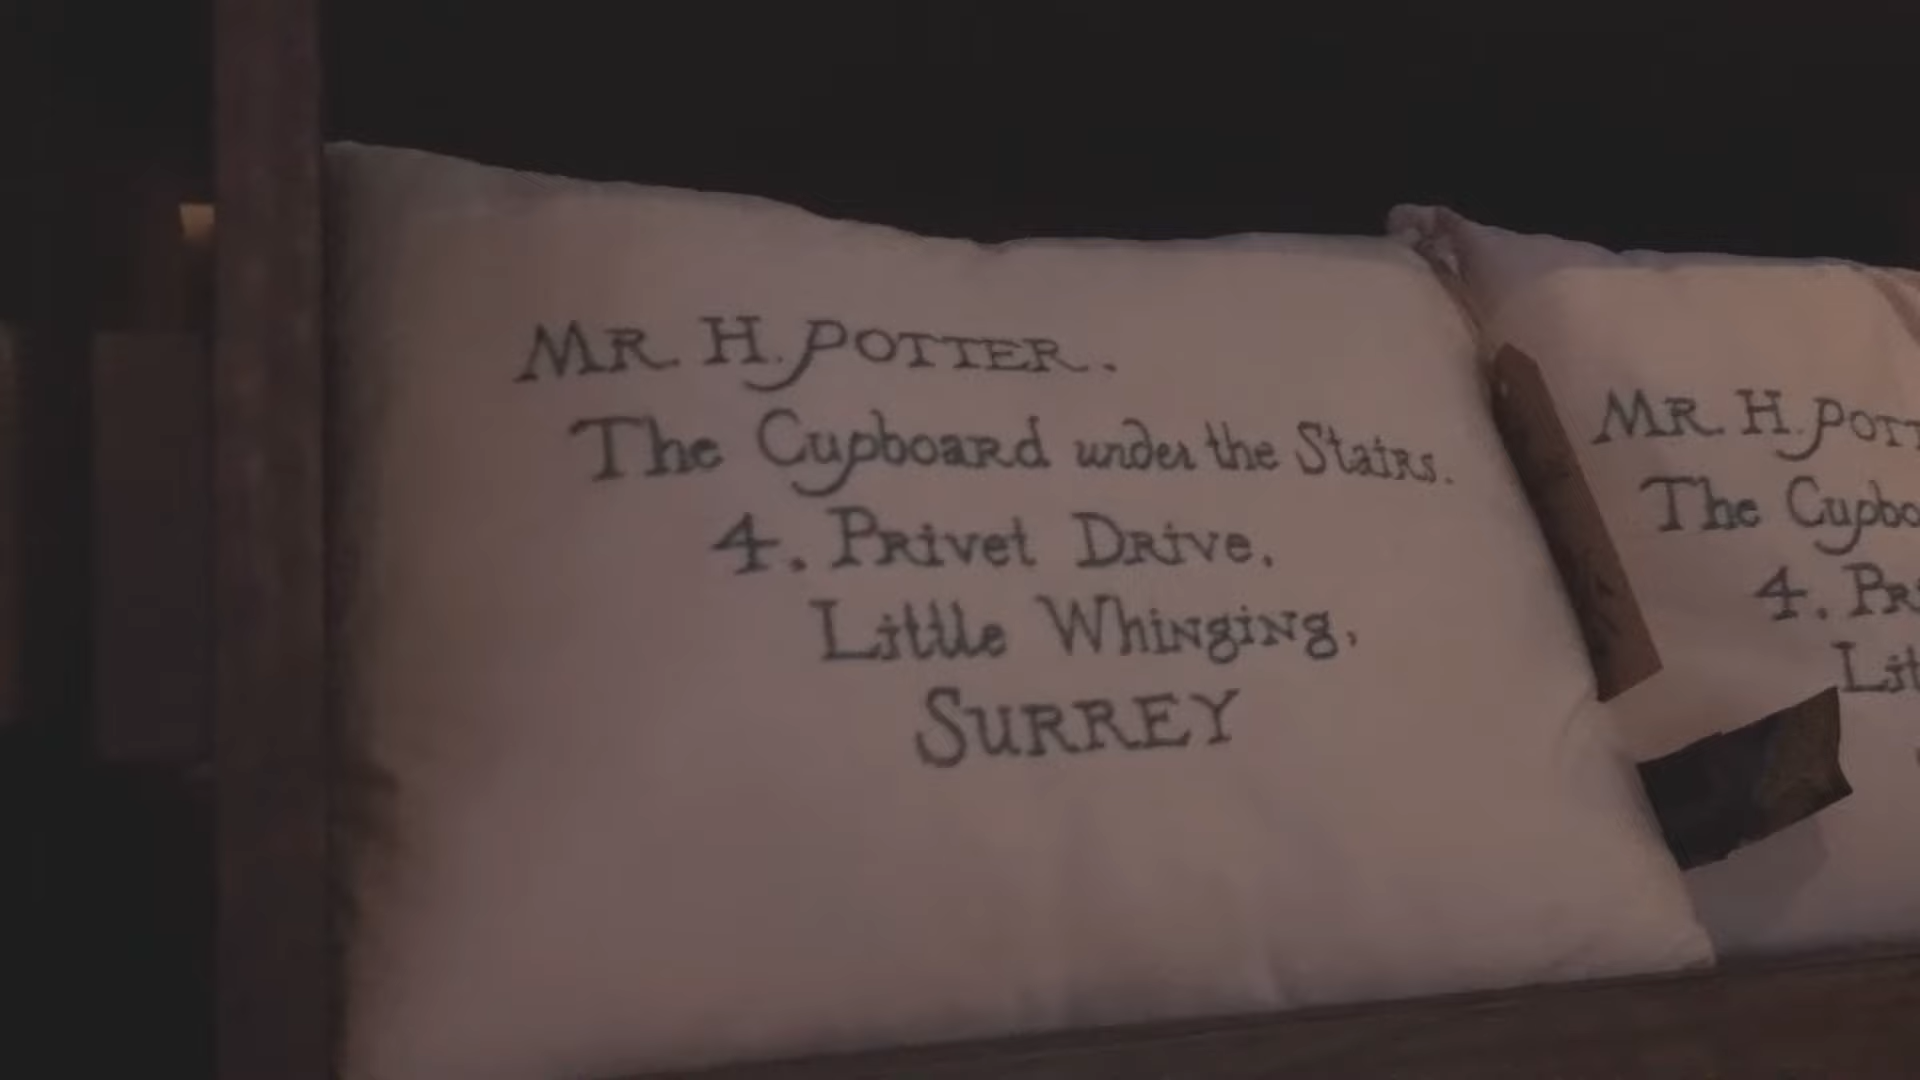 MR. H. POTTER.
The Cupboard under the Stairs.
4. Privet Drive,
Little Whinging,
SURREY
MR. H.
The
4.